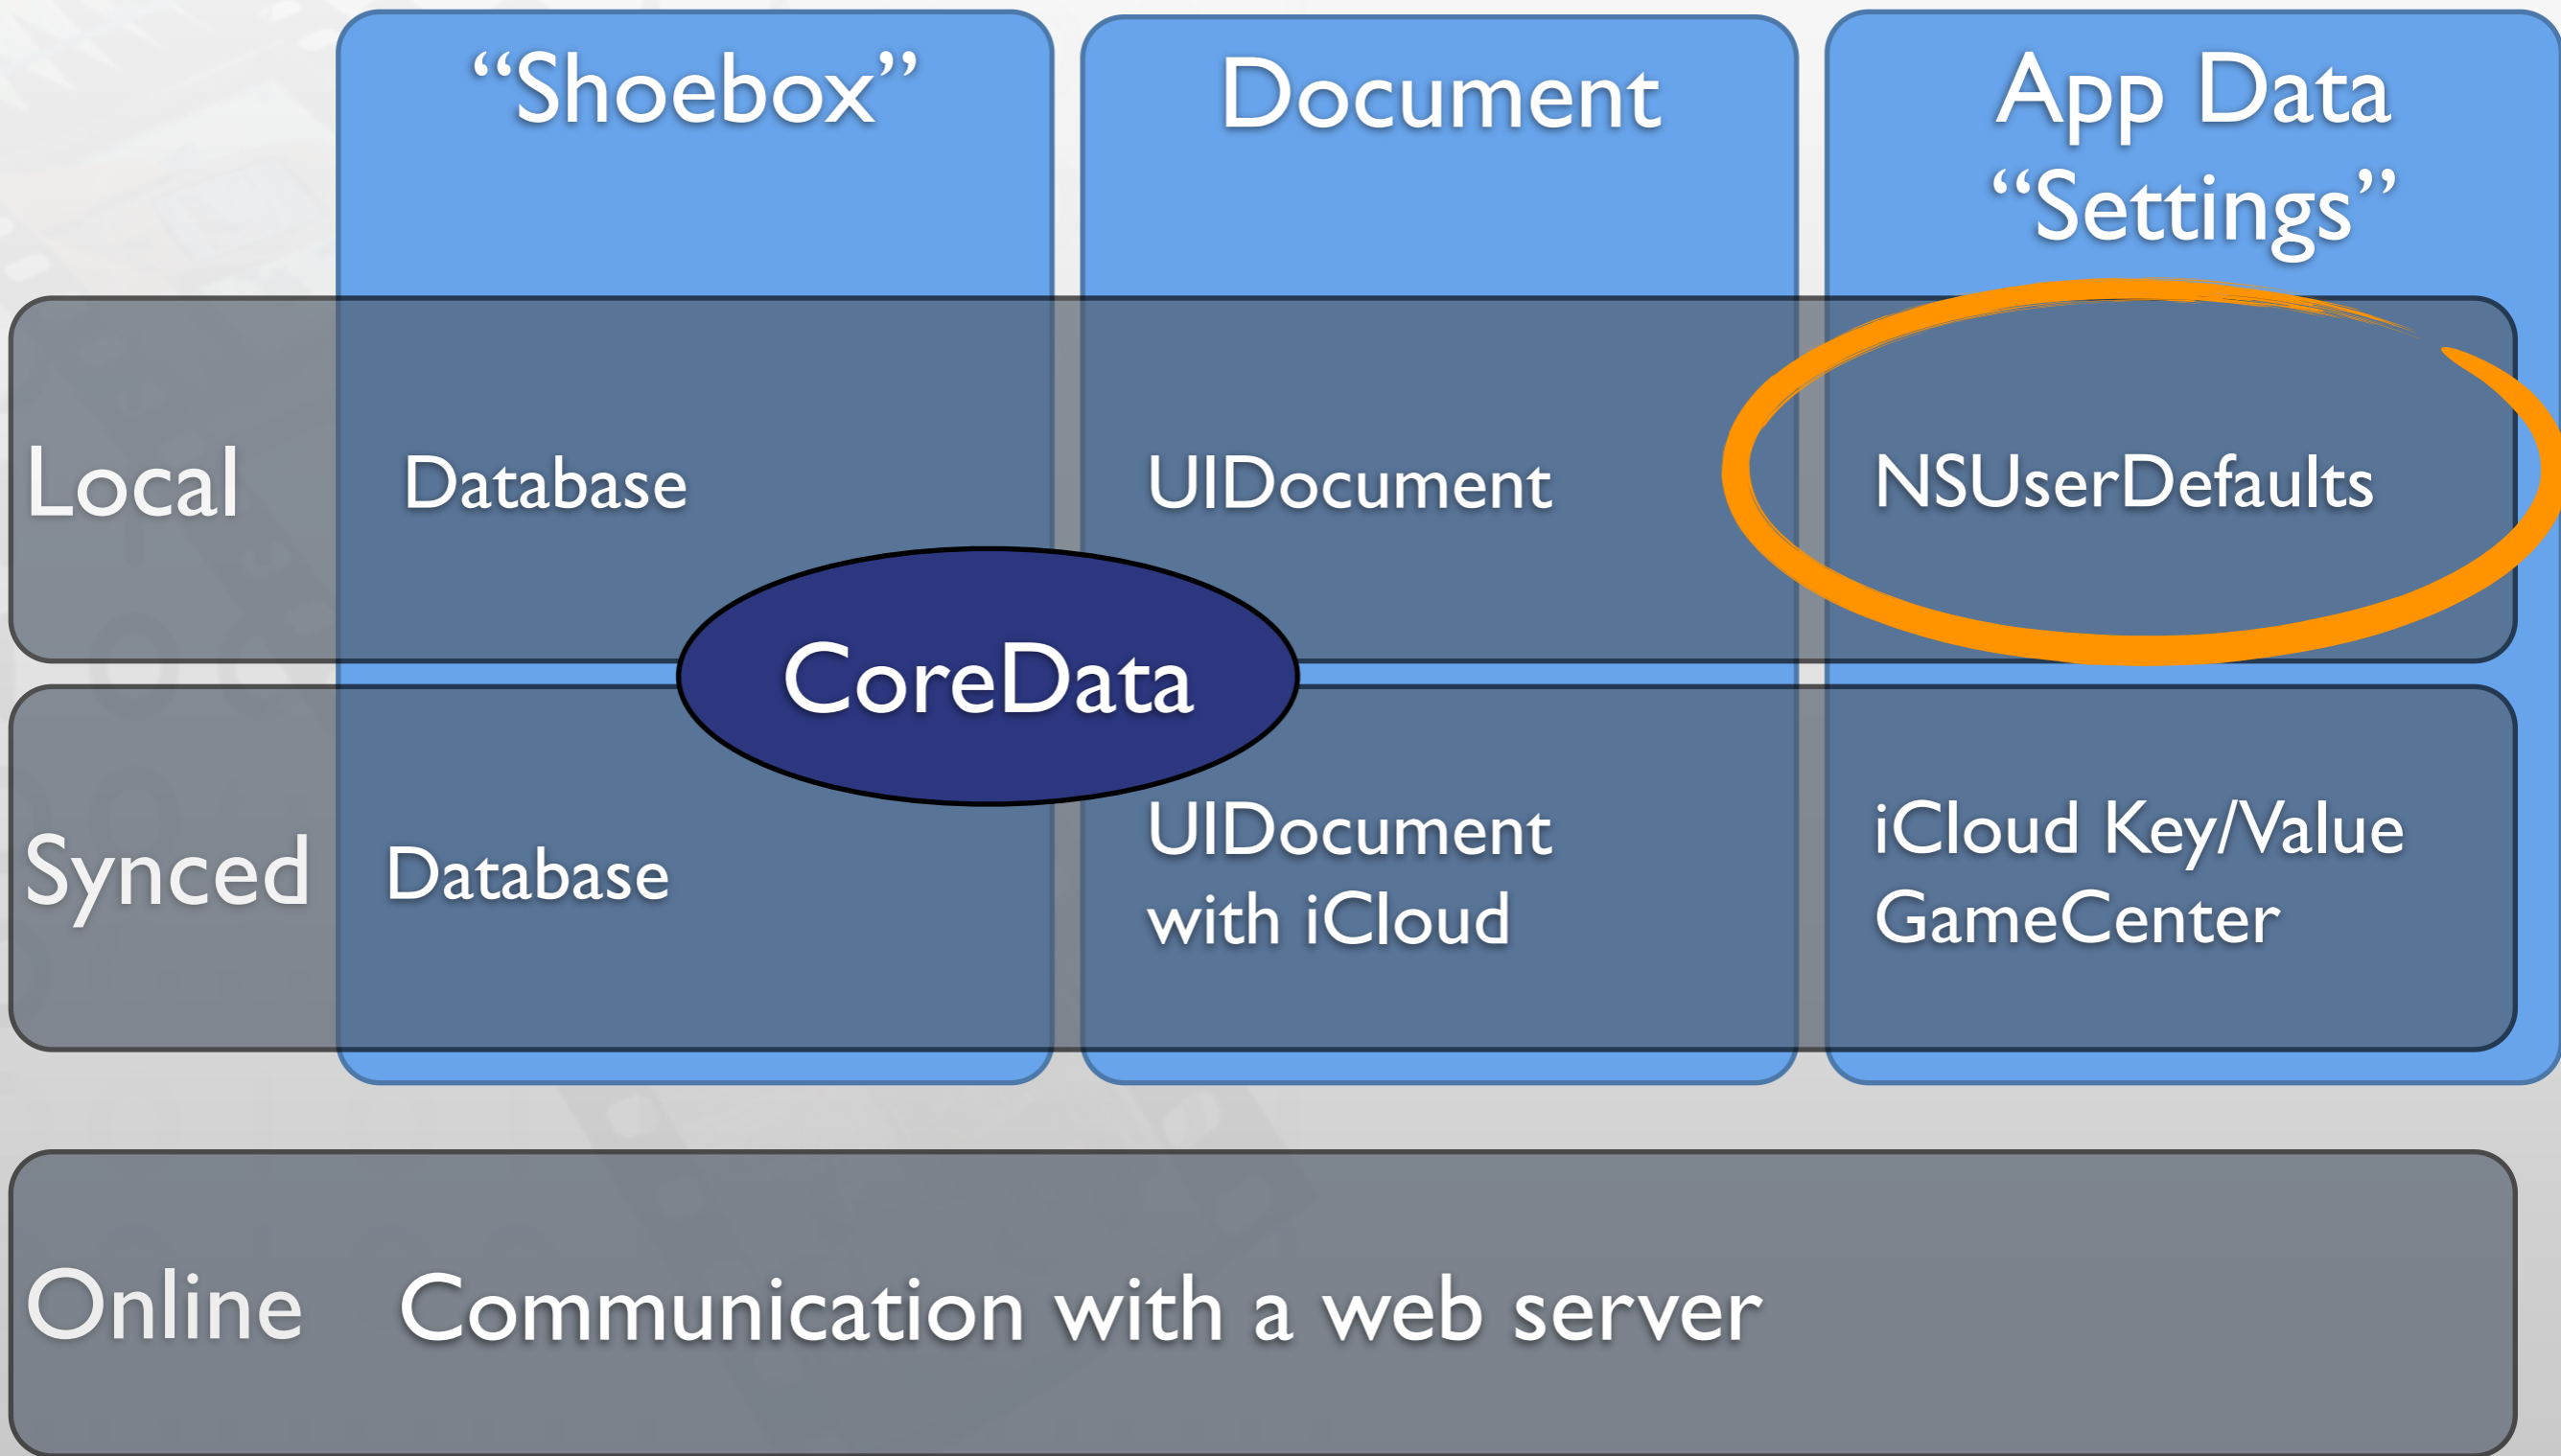 “Shoebox”
Document
App Data
“Settings”
Local
Database
UIDocument
NSUserDefaults
CoreData
Synced
Database
UIDocument
with iCloud
iCloud Key/Value
GameCenter
Online
Communication with a web server